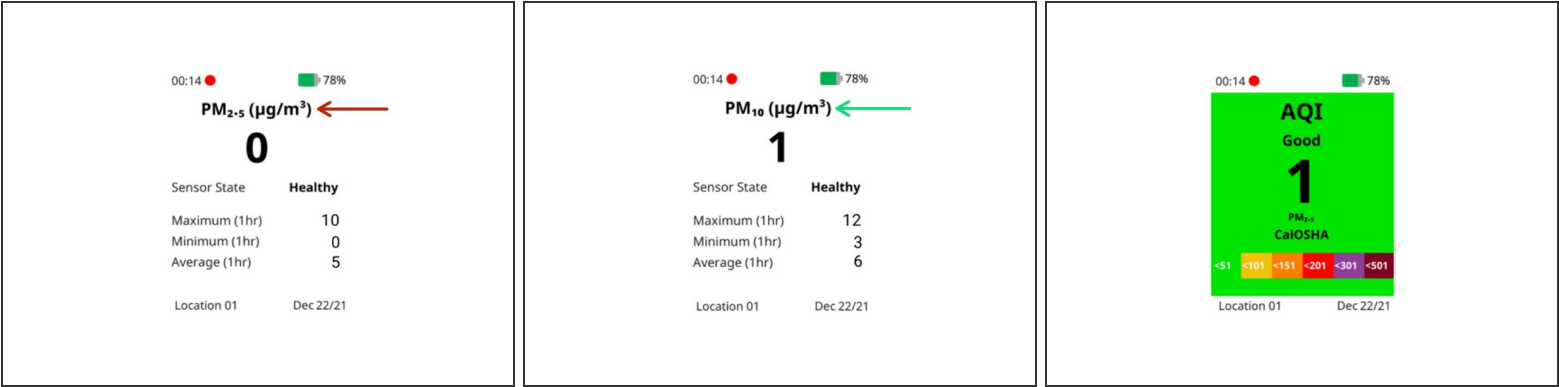 00:14 78%
PM₂.₅ (µg/m³)
0
Sensor State Healthy
Maximum (1hr) 10
Minimum (1hr) 0
Average (1hr) 5
Location 01 Dec 22/21
00:14 78%
PM₁₀ (µg/m³)
1
Sensor State Healthy
Maximum (1hr) 12
Minimum (1hr) 3
Average (1hr) 6
Location 01 Dec 22/21
00:14 78%
AQI
Good
1
PM₂.₅
CalOSHA
<51 <101 <151 <201 <301 <501
Location 01 Dec 22/21